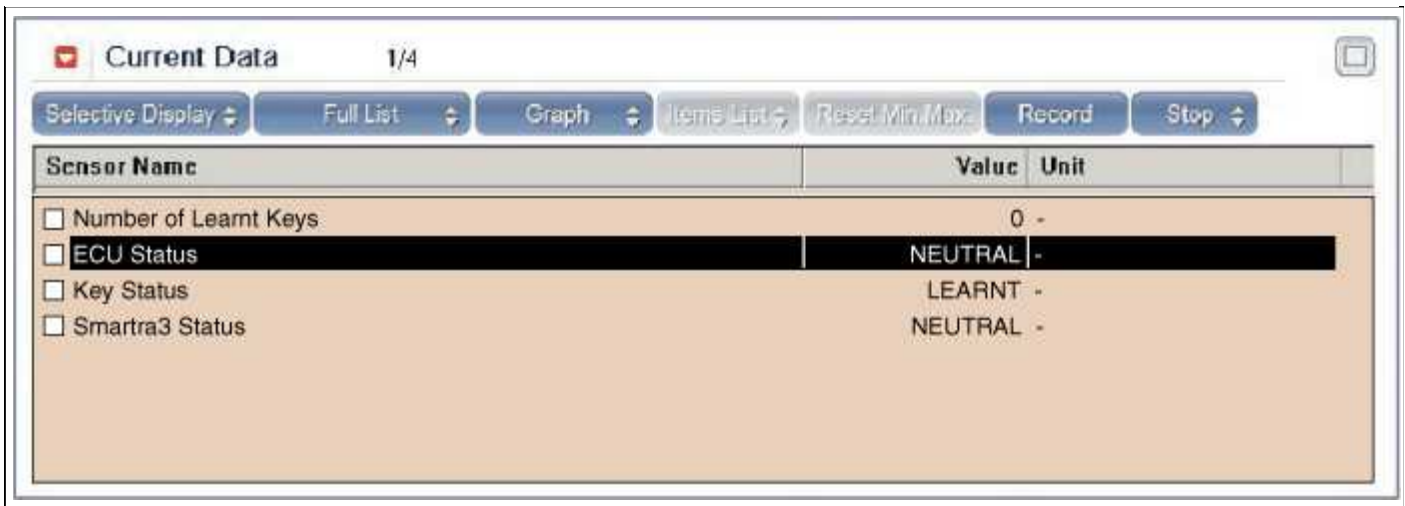 Current Data 1/4
Selective Display Full List Graph Items List Reset Min.Max. Record Stop
Sensor Name Value Unit
Number of Learnt Keys 0 -
ECU Status NEUTRAL -
Key Status LEARNT -
Smartra3 Status NEUTRAL -